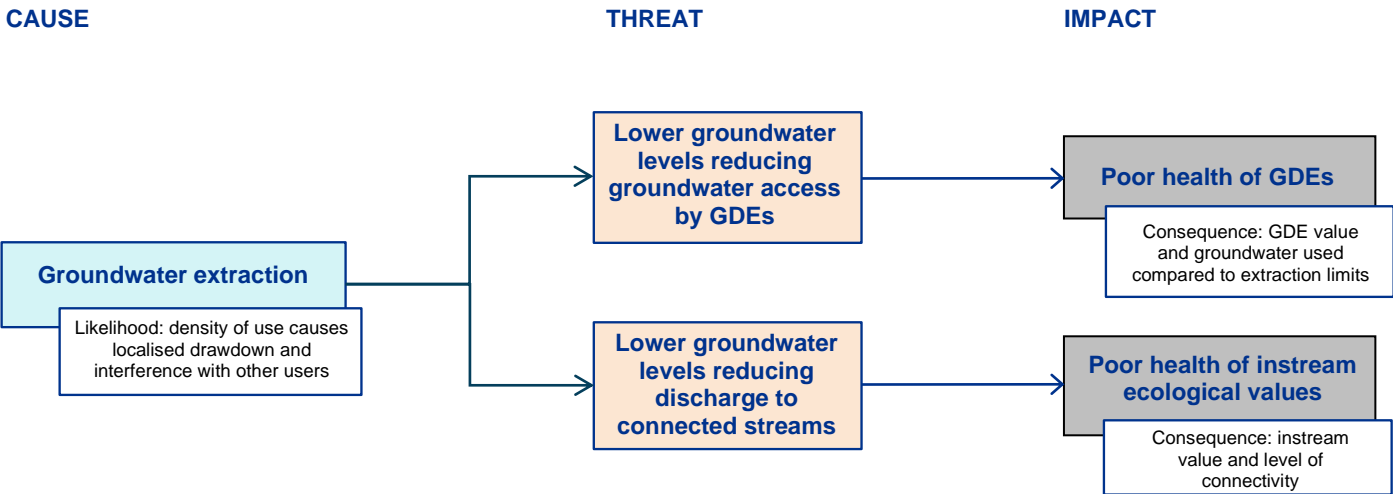 CAUSE
THREAT
IMPACT
Lower groundwater
levels reducing
groundwater access
by GDEs
Poor health of GDEs
Consequence: GDE value
and groundwater used
compared to extraction limits
Groundwater extraction
Likelihood: density of use causes
localised drawdown and
interference with other users
Lower groundwater
levels reducing
discharge to
connected streams
Poor health of instream
ecological values
Consequence: instream
value and level of
connectivity